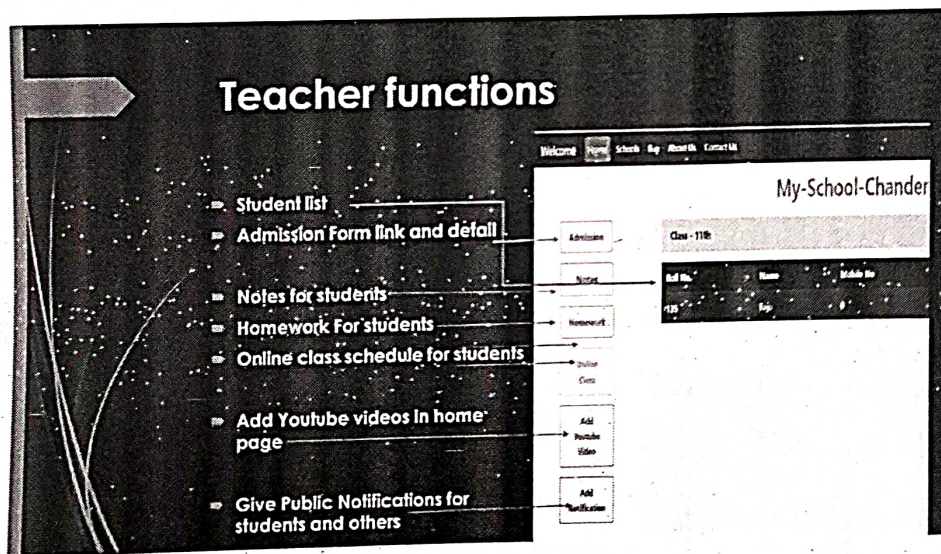 Teacher functions
Student list
Admission Form link and detail
Notes for students
Homework For students
Online class schedule for students
Add Youtube videos in home
page
Give Public Notifications for
students and others
Welcome Home Schools Buy About Us Contact Us
My-School-Chander
Admission
Notes
Homework
Online
Class
Add
Youtube
Video
Add
Notification
Class - 11th
Roll No. Name Mobile No
135